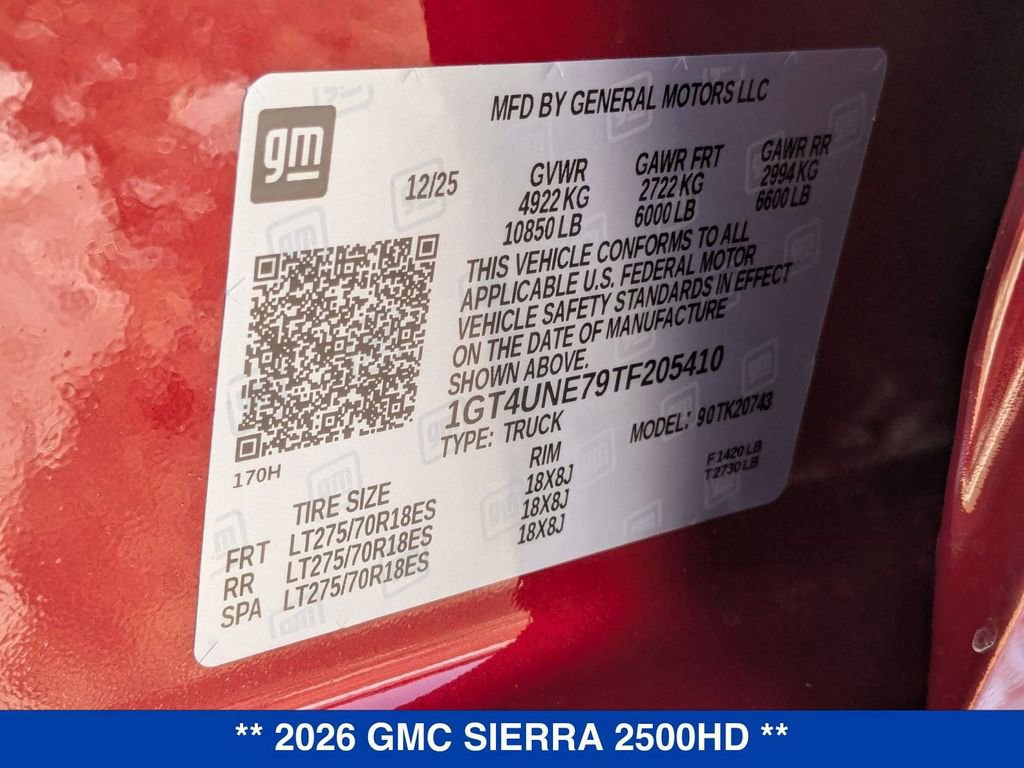 gm
MFD BY GENERAL MOTORS LLC
12/25
GVWR
4922 KG
10850 LB
GAWR FRT
2722 KG
6000 LB
GAWR RR
2994 KG
6600 LB
THIS VEHICLE CONFORMS TO ALL
APPLICABLE U.S. FEDERAL MOTOR
VEHICLE SAFETY STANDARDS IN EFFECT
ON THE DATE OF MANUFACTURE
SHOWN ABOVE.
1GT4UNE79TF205410
TYPE: TRUCK
MODEL: 90TK20743
170H
F 1420 LB
T 2730 LB
TIRE SIZE RIM
FRT LT275/70R18ES 18X8J
RR LT275/70R18ES 18X8J
SPA LT275/70R18ES 18X8J
** 2026 GMC SIERRA 2500HD **